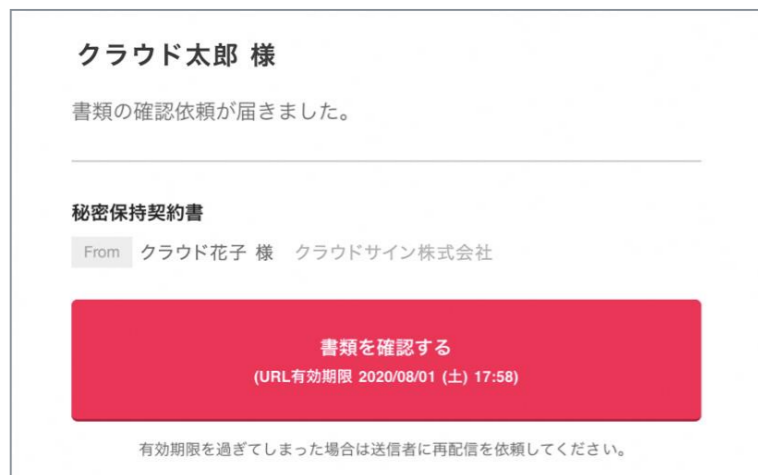 クラウド太郎 様
書類の確認依頼が届きました。
秘密保持契約書
From クラウド花子 様 クラウドサイン株式会社
書類を確認する
(URL有効期限 2020/08/01 (土) 17:58)
有効期限を過ぎてしまった場合は送信者に再配信を依頼してください。